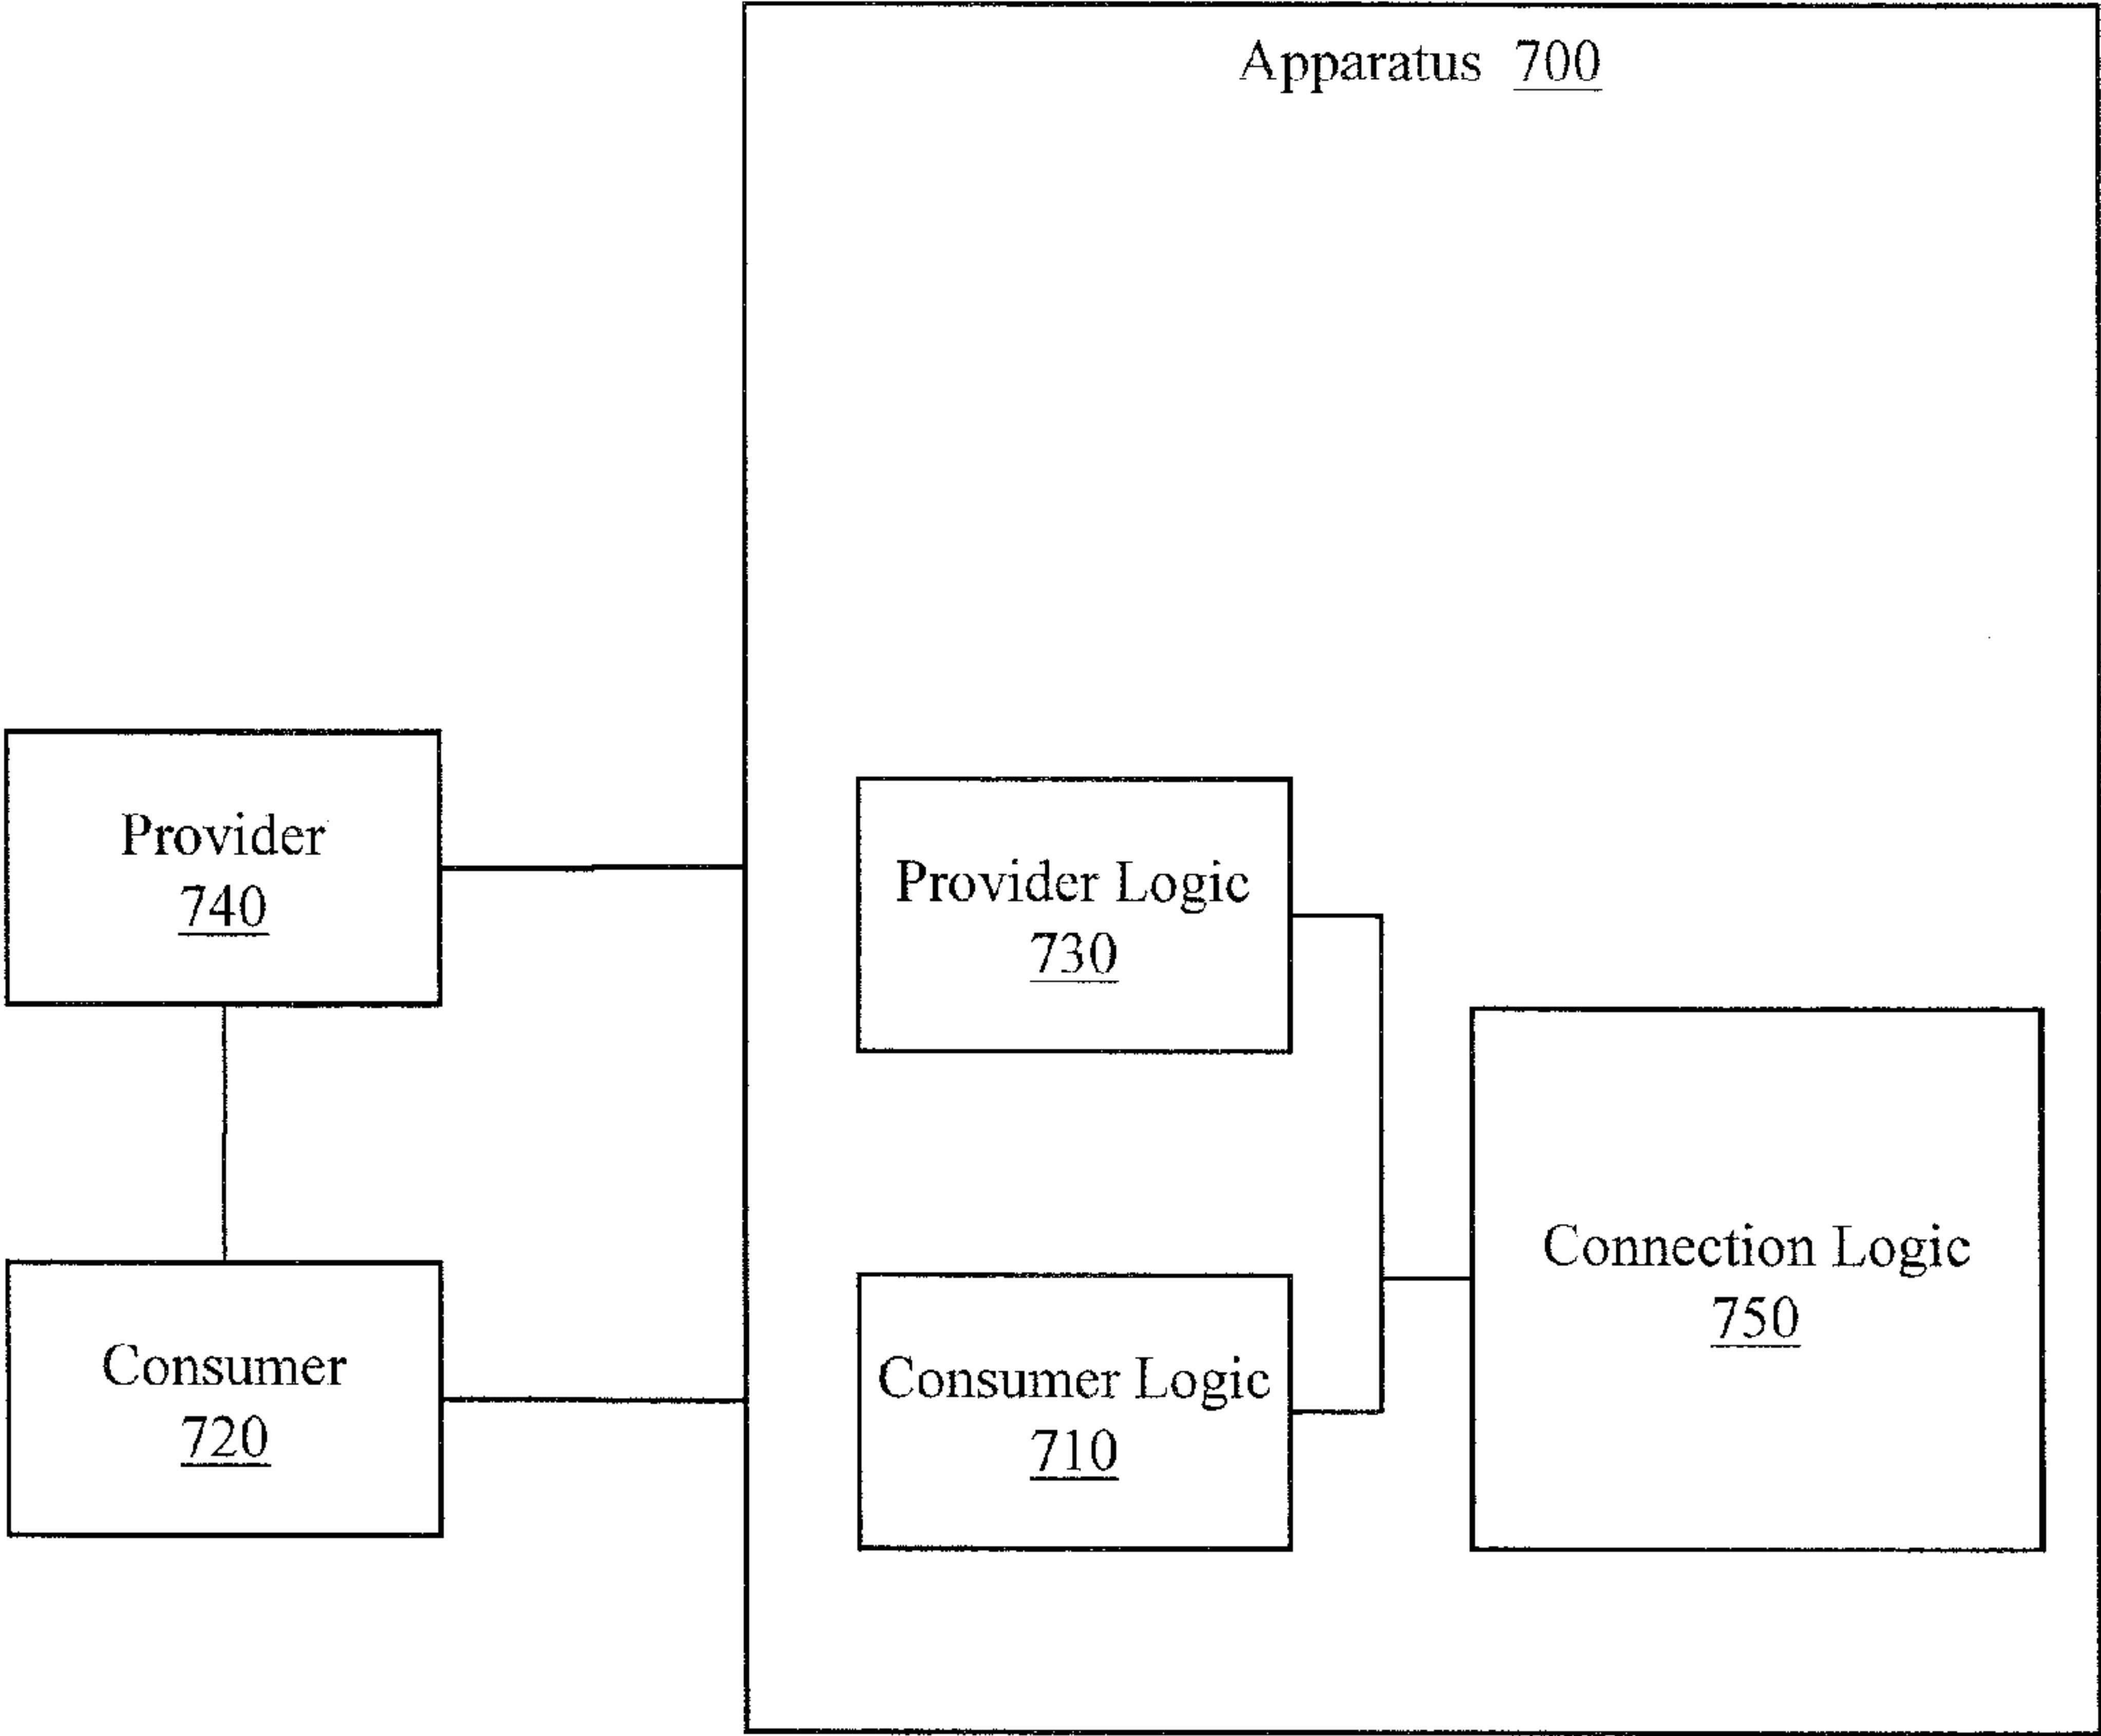 Apparatus 700
Provider
740
Provider Logic
730
Connection Logic
750
Consumer
720
Consumer Logic
710